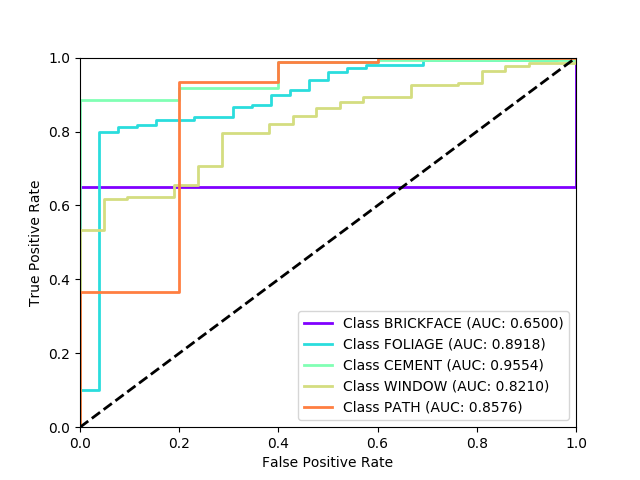 1.0
0.8
0.6
0.4
0.2
0.0
True Positive Rate
Class BRICKFACE (AUC: 0.6500)
Class FOLIAGE (AUC: 0.8918)
Class CEMENT (AUC: 0.9554)
Class WINDOW (AUC: 0.8210)
Class PATH (AUC: 0.8576)
0.0 0.2 0.4 0.6 0.8 1.0
False Positive Rate